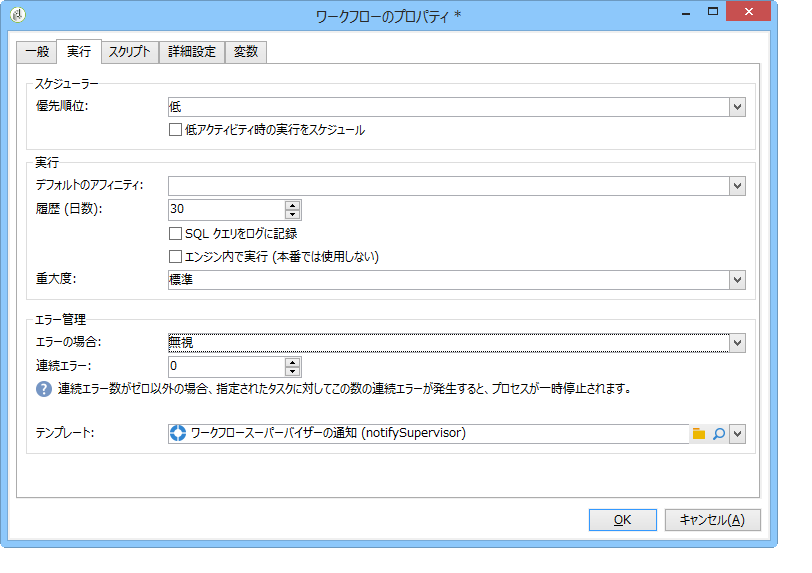 ワークフローのプロパティ *
一般 実行 スクリプト 詳細設定 変数
スケジューラー
優先順位: 低
低アクティビティ時の実行をスケジュール
実行
デフォルトのアフィニティ:
履歴 (日数): 30
SQL クエリをログに記録
エンジン内で実行 (本番では使用しない)
重大度: 標準
エラー管理
エラーの場合: 無視
連続エラー: 0
連続エラー数がゼロ以外の場合、指定されたタスクに対してこの数の連続エラーが発生すると、プロセスが一時停止されます。
テンプレート: ワークフロースーパーバイザーの通知 (notifySupervisor)
OK キャンセル(A)